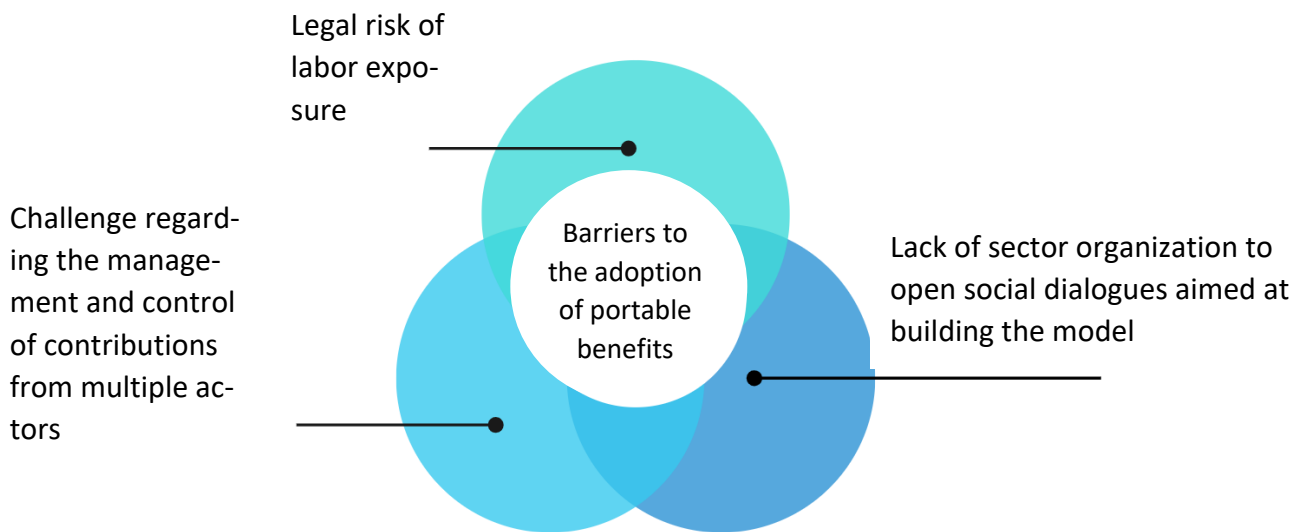 Legal risk of
labor expo-
sure
Challenge regard-
ing the manage-
ment and control
of contributions
from multiple ac-
tors
Barriers to
the adoption
of portable
benefits
Lack of sector organization to
open social dialogues aimed at
building the model